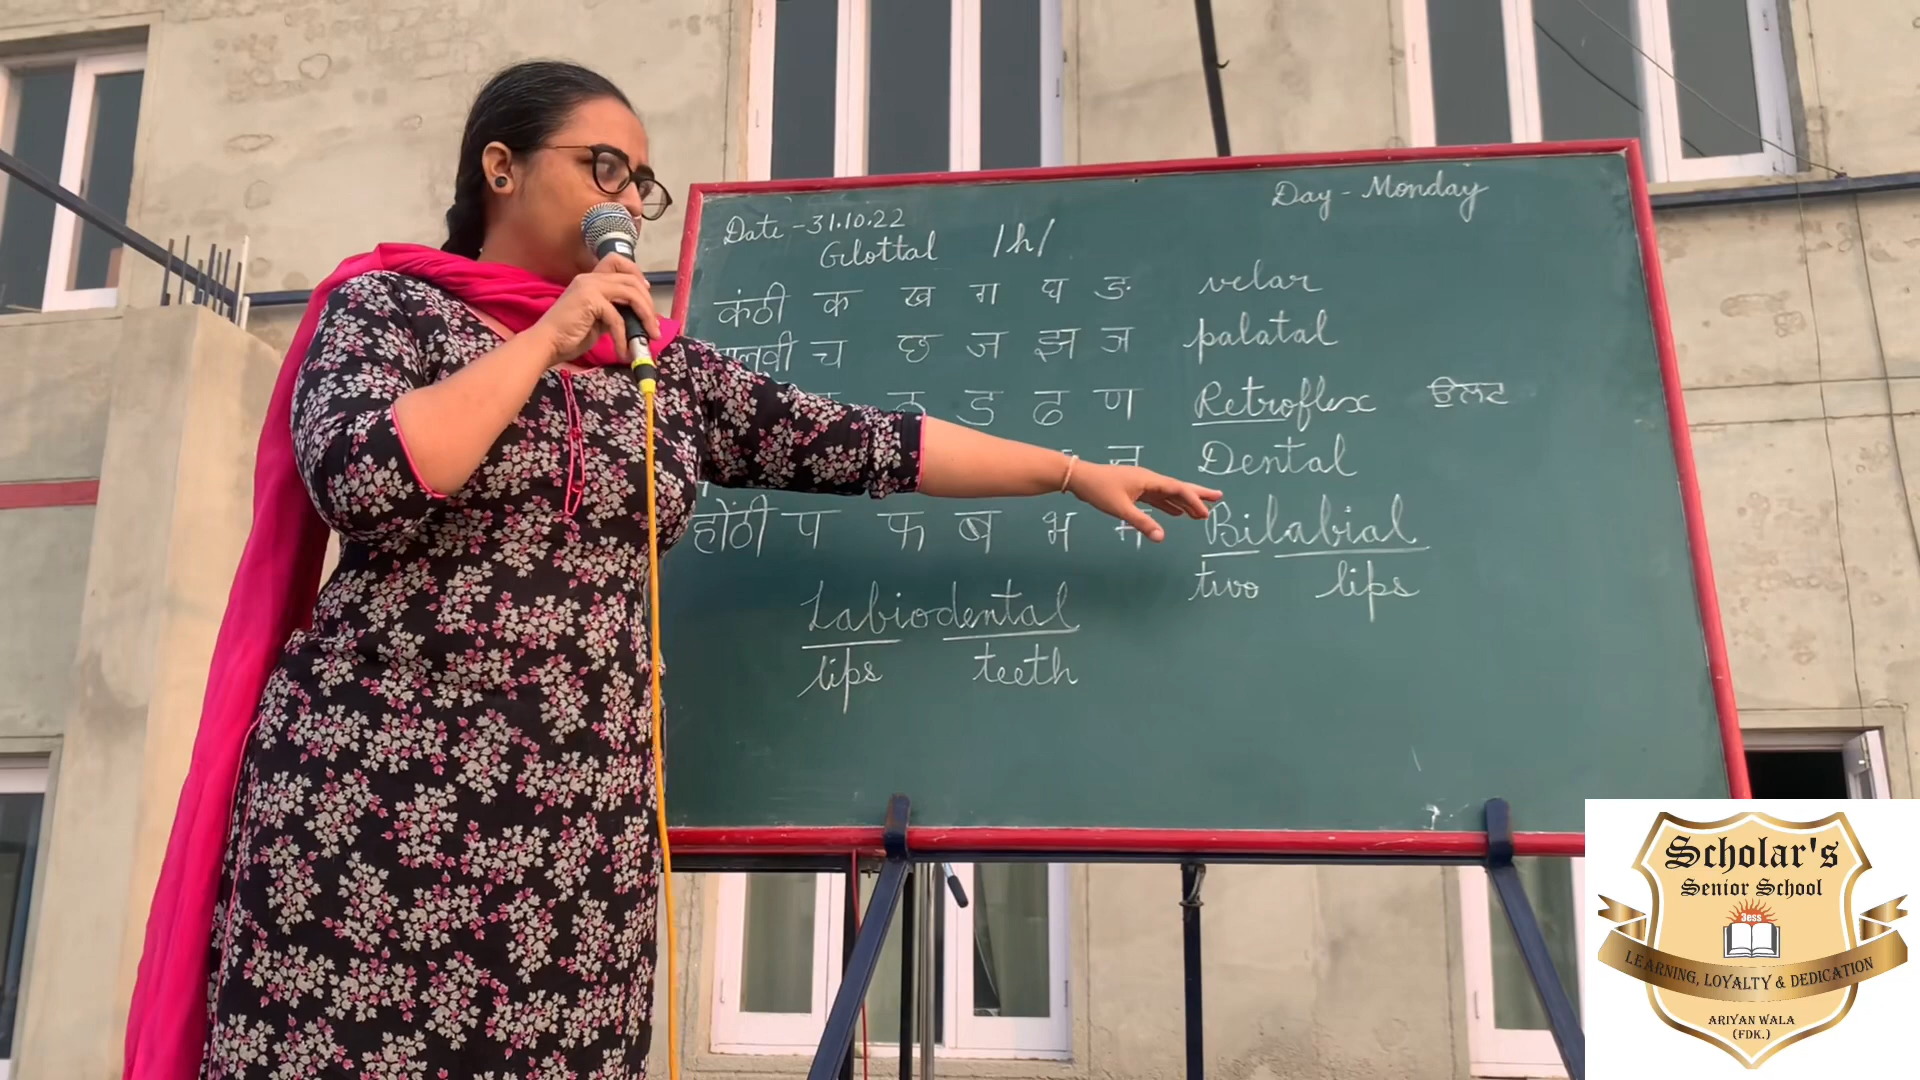 Day - Monday
Date - 31.10.22
Glottal /h/
कंठी क ख ग घ ङ velar
च छ ज झ ञ palatal
ड ढ ण Retroflex ਉਲਟ
Dental
होंठी प फ ब भ म Bilabial
two lips
Labiodental
lips teeth
Scholar's
Senior School
3ess
LEARNING, LOYALTY & DEDICATION
ARIYAN WALA
(FDK.)